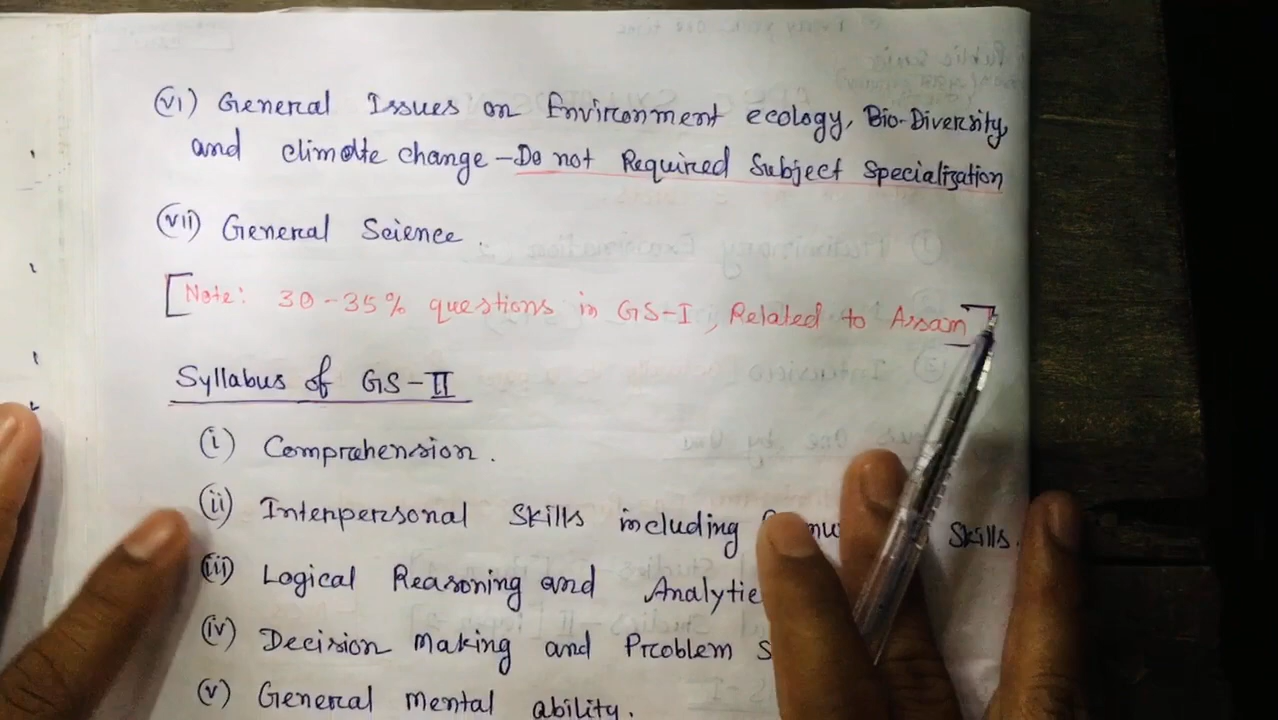 (vi) General Issues on Environment ecology, Bio-Diversity,
and climate change - Do not Required Subject Specialization
(vii) General Science.
[Note: 30-35% questions in GS-I, Related to Assam]
Syllabus of GS-II
(i) Comprehension.
(ii) Interpersonal Skills including Skills.
(iii) Logical Reasoning and
(iv) Decision Making and Problem
(v) General mental ability.